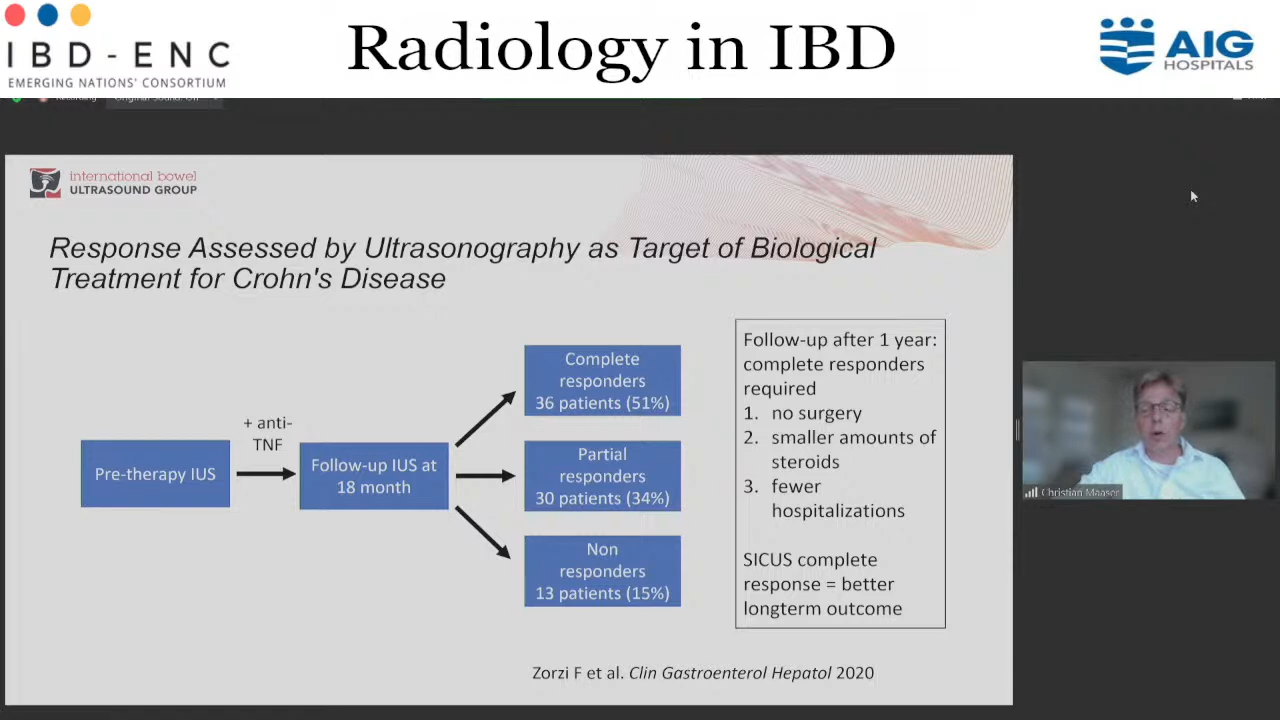 IBD-ENC
EMERGING NATIONS' CONSORTIUM
Radiology in IBD
AIG
HOSPITALS
Recording
Original Sound: Off
international bowel
ULTRASOUND GROUP
Response Assessed by Ultrasonography as Target of Biological
Treatment for Crohn's Disease
Pre-therapy IUS
+ anti-
TNF
Follow-up IUS at
18 month
Complete
responders
36 patients (51%)
Partial
responders
30 patients (34%)
Non
responders
13 patients (15%)
Follow-up after 1 year:
complete responders
required
1. no surgery
2. smaller amounts of
steroids
3. fewer
hospitalizations
SICUS complete
response = better
longterm outcome
Zorzi F et al. Clin Gastroenterol Hepatol 2020
Christian Maaser